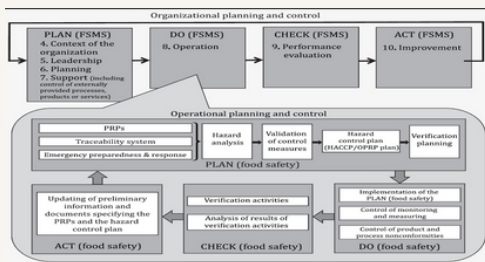 Organizational planning and control
PLAN (FSMS)
4. Context of the
organization
5. Leadership
6. Planning
7. Support (including
control of externally
provided processes,
products or services)
DO (FSMS)
8. Operation
CHECK (FSMS)
9. Performance
evaluation
ACT (FSMS)
10. Improvement
Operational planning and control
PRPs
Traceability system
Emergency preparedness & response
Hazard
analysis
Validation
of control
measures
Hazard
control plan
(HACCP/OPRP plan)
Verification
planning
PLAN (food safety)
Updating of preliminary
information and
documents specifying the
PRPs and the hazard
control plan
ACT (food safety)
Verification activities
Analysis of results of
verification activities
CHECK (food safety)
Implementation of
the PLAN (food safety)
Control of monitoring
and measuring
Control of product and
process nonconformities
DO (food safety)